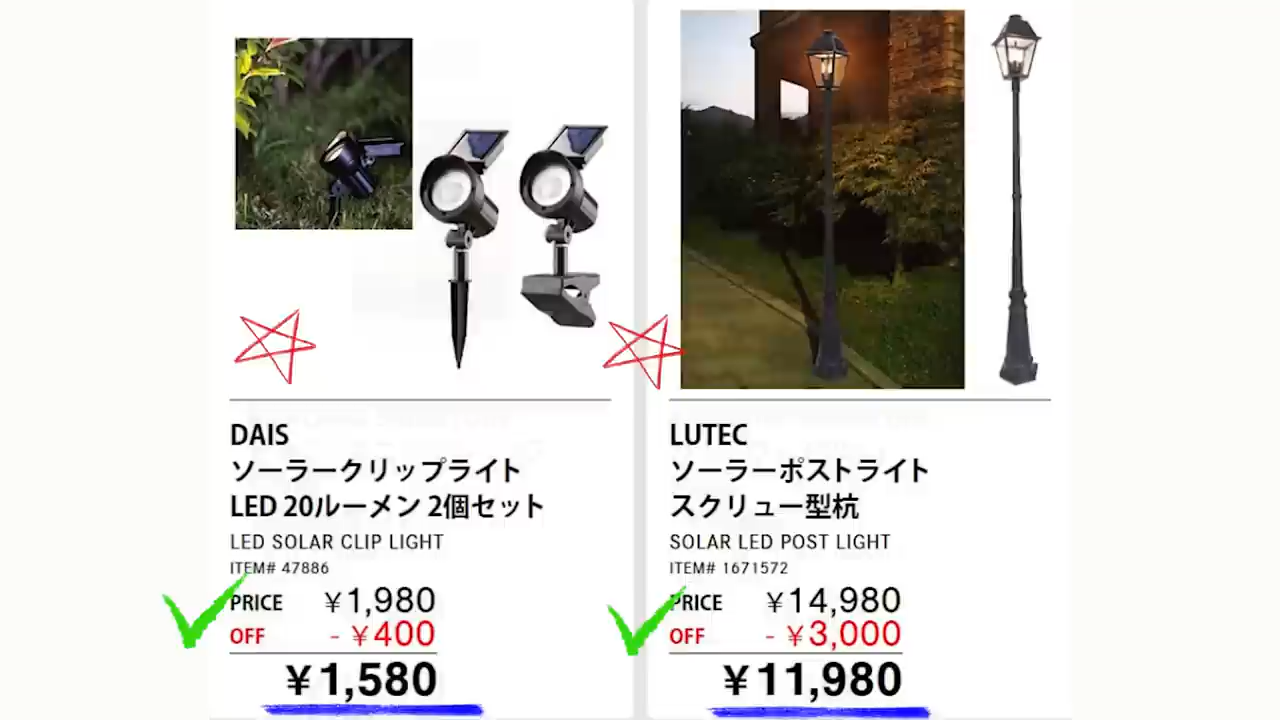 DAIS
ソーラークリップライト
LED 20ルーメン 2個セット
LED SOLAR CLIP LIGHT
ITEM# 47886
PRICE ¥1,980
OFF - ¥400
¥1,580
LUTEC
ソーラーポストライト
スクリュー型杭
SOLAR LED POST LIGHT
ITEM# 1671572
PRICE ¥14,980
OFF - ¥3,000
¥11,980